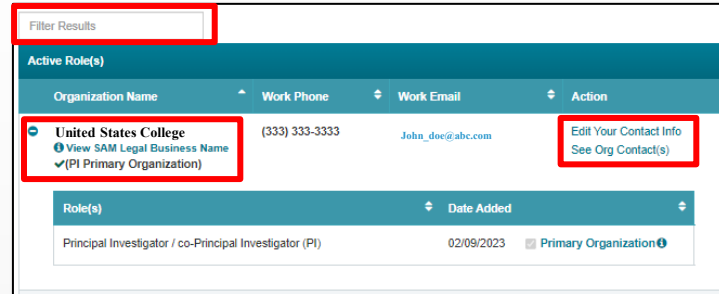 Filter Results
Active Role(s)
Organization Name Work Phone Work Email Action
United States College (333) 333-3333 John_doe@abc.com Edit Your Contact Info
View SAM Legal Business Name See Org Contact(s)
(PI Primary Organization)
Role(s) Date Added
Principal Investigator / co-Principal Investigator (PI) 02/09/2023 Primary Organization